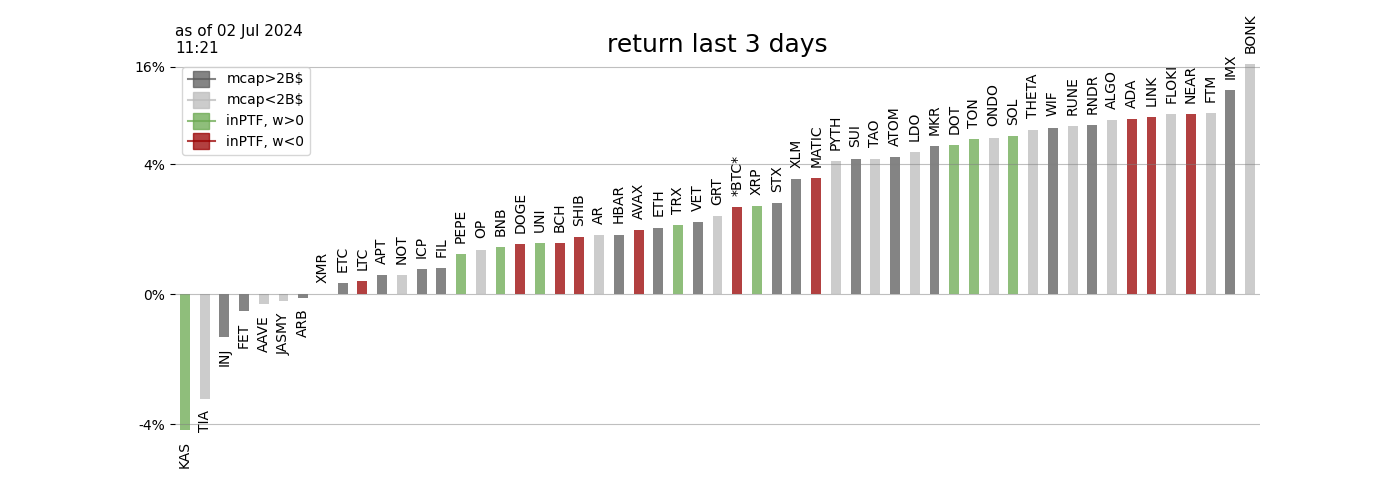 as of 02 Jul 2024
11:21
return last 3 days
16%
4%
0%
-4%
mcap>2B$
mcap<2B$
inPTF, w>0
inPTF, w<0
KAS
TIA
INJ
FET
AAVE
JASMY
ARB
XMR
ETC
LTC
APT
NOT
ICP
FIL
PEPE
OP
BNB
DOGE
UNI
BCH
SHIB
AR
HBAR
AVAX
ETH
TRX
VET
GRT
*BTC*
XRP
STX
XLM
MATIC
PYTH
SUI
TAO
ATOM
LDO
MKR
DOT
TON
ONDO
SOL
THETA
WIF
RUNE
RNDR
ALGO
ADA
LINK
FLOKI
NEAR
FTM
IMX
BONK